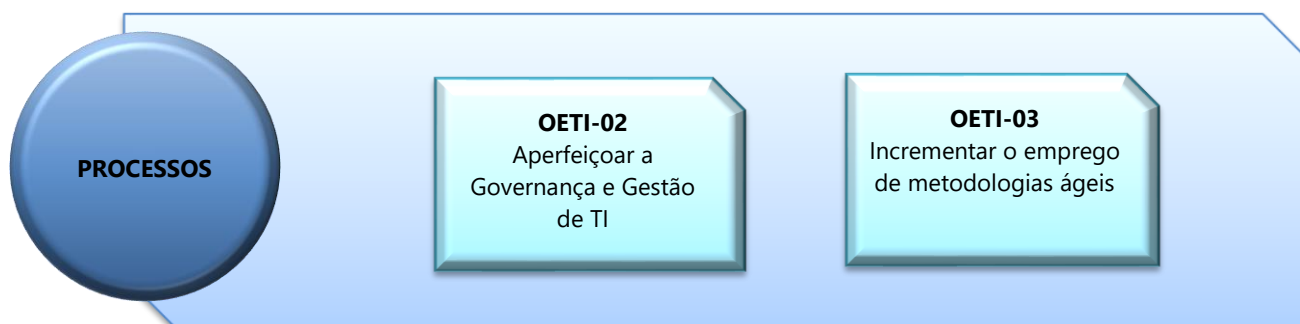 PROCESSOS
OETI-02
Aperfeiçoar a
Governança e Gestão
de TI
OETI-03
Incrementar o emprego
de metodologias ágeis